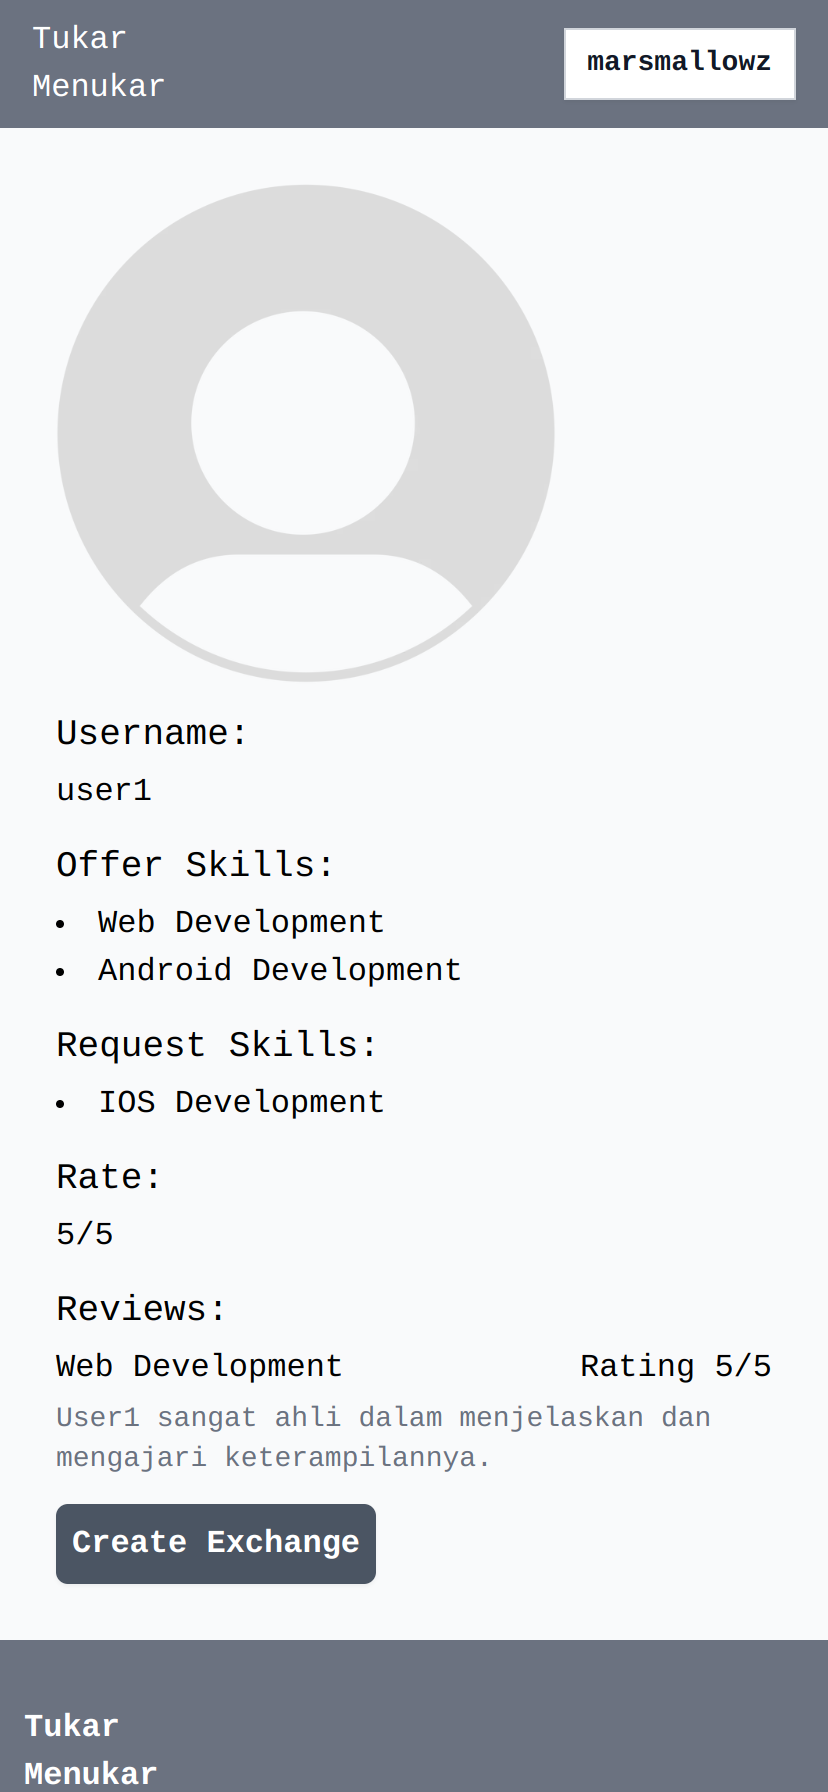 Tukar
Menukar
marsmallowz
Username:
user1
Offer Skills:
• Web Development
• Android Development
Request Skills:
• IOS Development
Rate:
5/5
Reviews:
Web Development Rating 5/5
User1 sangat ahli dalam menjelaskan dan
mengajari keterampilannya.
Create Exchange
Tukar
Menukar